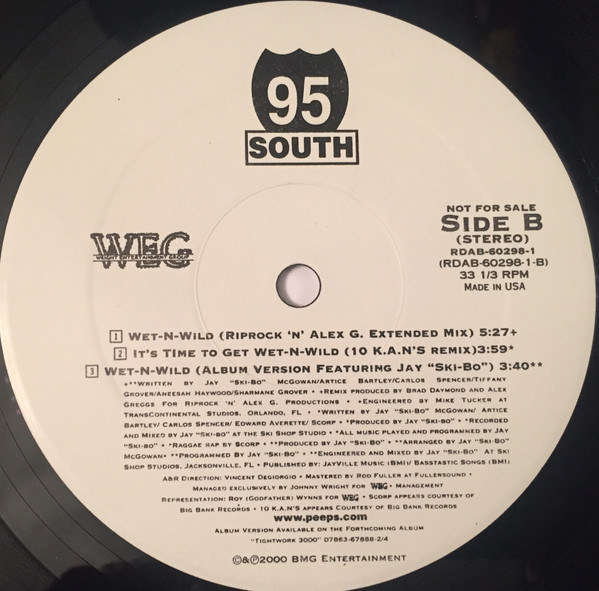 95
SOUTH
WEG
WRIGHT ENTERTAINMENT GROUP
NOT FOR SALE
SIDE B
(STEREO)
RDAB-60298-1
(RDAB-60298-1-B)
33 1/3 RPM
MADE IN USA
1 WET-N-WILD (RIPROCK 'N' ALEX G. EXTENDED MIX) 5:27+
2 IT'S TIME TO GET WET-N-WILD (10 K.A.N'S REMIX)3:59*
3 WET-N-WILD (ALBUM VERSION FEATURING JAY "SKI-BO") 3:40**
+**WRITTEN BY JAY "SKI-BO" MCGOWAN/ARTICE BARTLEY/CARLOS SPENCER/TIFFANY
GROVER/ANEESAH HAYWOOD/SHARMANE GROVER • +REMIX PRODUCED BY BRAD DAYMOND AND ALEX
GREGGS FOR RIPROCK 'N' ALEX G. PRODUCTIONS • +ENGINEERED BY MIKE TUCKER AT
TRANSCONTINENTAL STUDIOS, ORLANDO, FL • *WRITTEN BY JAY "SKI-BO" MCGOWAN/ ARTICE
BARTLEY/ CARLOS SPENCER/ EDWARD AVERETTE/ SCORP • *PRODUCED BY JAY "SKI-BO" • *RECORDED
AND MIXED BY JAY "SKI-BO" AT THE SKI SHOP STUDIO • *ALL MUSIC PLAYED AND PROGRAMMED BY JAY
"SKI-BO" • *RAGGAE RAP BY SCORP • **PRODUCED BY JAY "SKI-BO" • **ARRANGED BY JAY "SKI-BO"
MCGOWAN• **PROGRAMMED BY JAY "SKI-BO" • **ENGINEERED AND MIXED BY JAY "SKI-BO" AT SKI
SHOP STUDIOS, JACKSONVILLE, FL • PUBLISHED BY: JAYVILLE MUSIC (BMI)/ BASSTASTIC SONGS (BMI)
A&R DIRECTION: VINCENT DEGIORGIO • MASTERED BY ROD FULLER AT FULLERSOUND •
MANAGED EXCLUSIVELY BY JOHNNY WRIGHT FOR WEG • MANAGEMENT
REPRESENTATION: ROY (GODFATHER) WYNNS FOR WEG • SCORP APPEARS COURTESY OF
BIG BANK RECORDS • 10 K.A.N'S APPEARS COURTESY OF BIG BANK RECORDS
www.peeps.com
ALBUM VERSION AVAILABLE ON THE FORTHCOMING ALBUM
"TIGHTWORK 3000" 07863-67888-2/4
©&℗2000 BMG ENTERTAINMENT